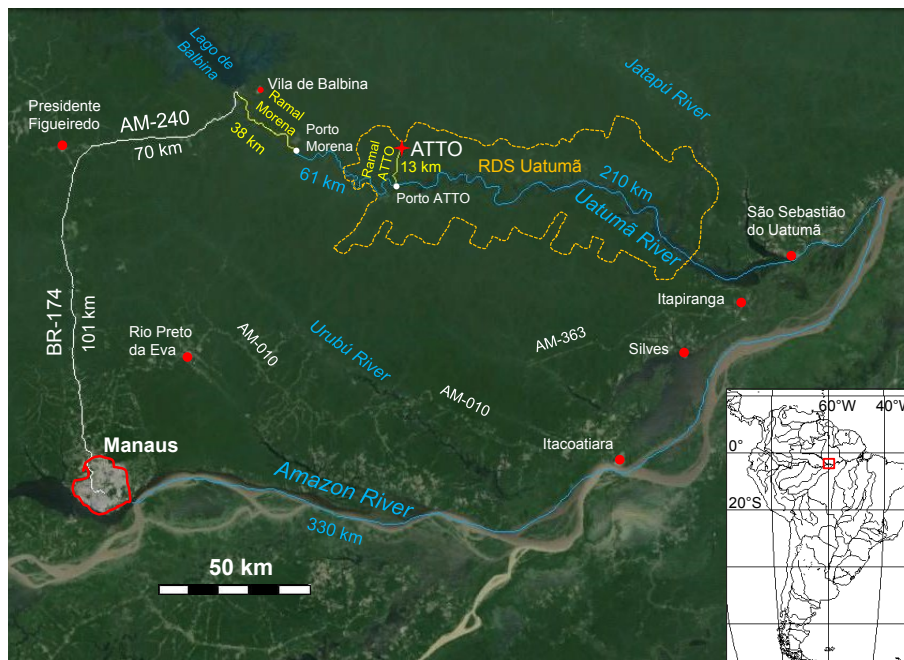 Lago de
Balbina
Vila de Balbina
Jatapú River
Presidente
Figueiredo
AM-240
70 km
Ramal
Morena
38 km
Porto
Morena
61 km
Ramal
ATTO
ATTO
13 km
RDS Uatumã
Porto ATTO
210 km
Uatumã River
São Sebastião
do Uatumã
BR-174
101 km
Itapiranga
Rio Preto
da Eva
AM-010
Urubú River
AM-363
Silves
AM-010
Itacoatiara
Manaus
Amazon River
330 km
50 km
60°W
40°W
0°
20°S